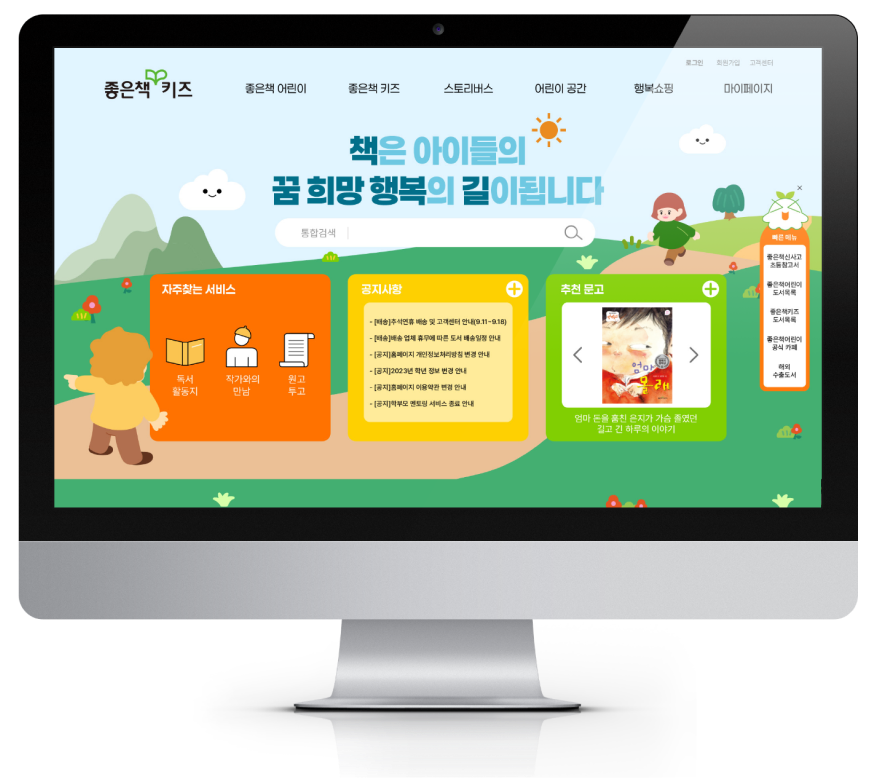 로그인 회원가입 고객센터
좋은책 키즈
좋은책 어린이 좋은책 키즈 스토리버스 어린이 공간 행복쇼핑 마이페이지
책은 아이들의
꿈 희망 행복의 길이됩니다
통합검색
자주찾는 서비스
독서
활동지
작가와의
만남
원고
투고
공지사항
- [배송]추석연휴 배송 및 고객센터 안내(9.11~9.18)
- [배송]배송 업체 휴무에 따른 도서 배송일정 안내
- [공지]홈페이지 개인정보처리방침 변경 안내
- [공지]2023년 학년 정보 변경 안내
- [공지]홈페이지 이용약관 변경 안내
- [공지]학부모 멘토링 서비스 종료 안내
추천 문고
엄마
몰래
엄마 돈을 훔친 은지가 가슴 졸였던
길고 긴 하루의 이야기
빠른 메뉴
좋은책신사고
초등참고서
좋은책어린이
도서목록
좋은책키즈
도서목록
좋은책어린이
공식 카페
해외
수출도서